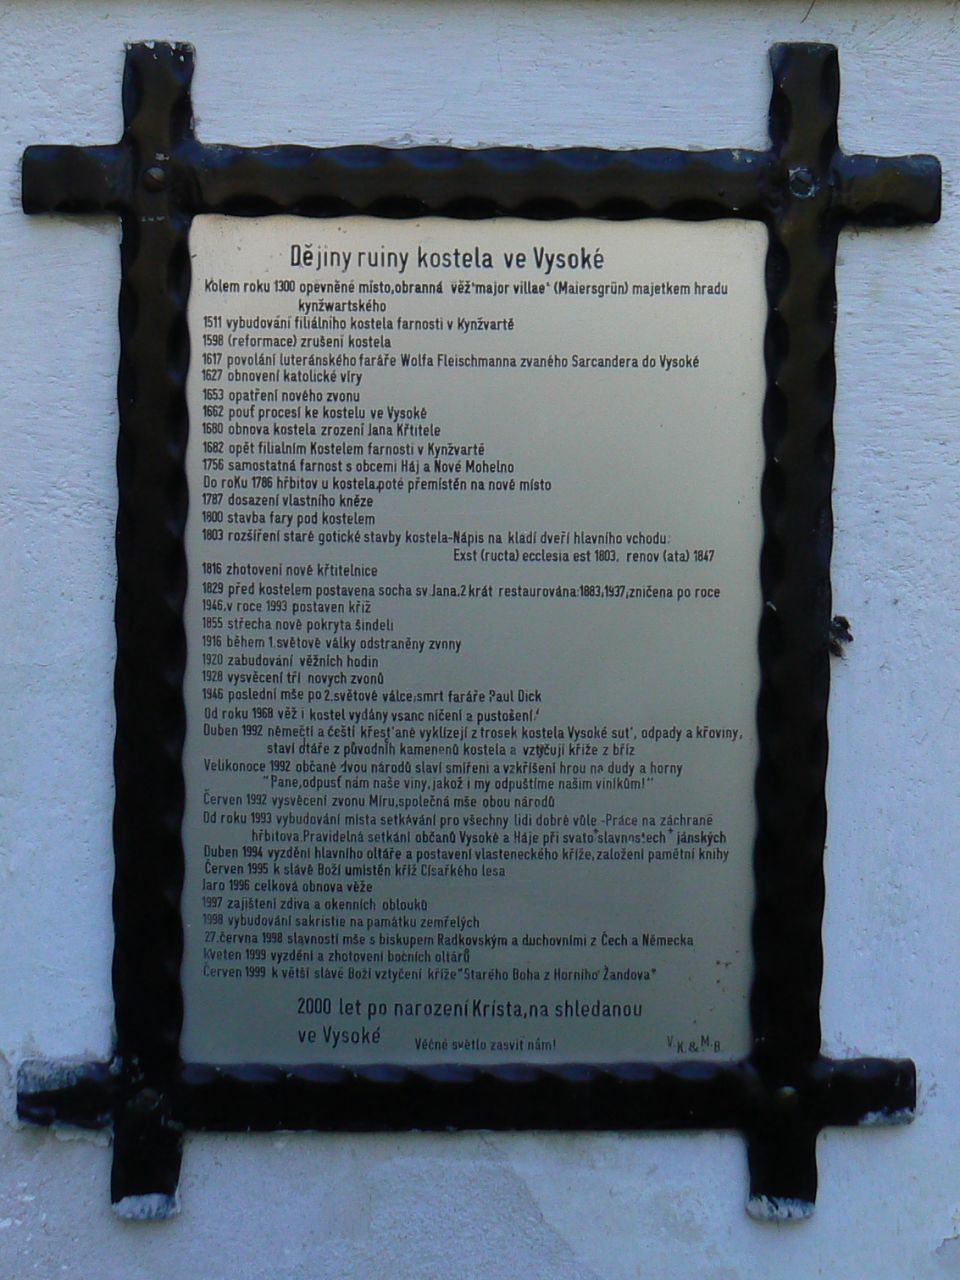 Dějiny ruiny kostela ve Vysoké
Kolem roku 1300 opevněné místo,obranná věž"major villae" (Maiersgrün) majetkem hradu
kynžwartského
1511 vybudování filiálního kostela farnosti v Kynžvarté
1598 (reformace) zrušení kostela
1617 povolání luteránského faráře Wolfa Fleischmanna zvaného Sarcandera do Vysoké
1627 obnovení katolické víry
1653 opatření nového zvonu
1662 pouť procesí ke kostelu ve Vysoké
1680 obnova kostela zrození Jana Křtitele
1682 opět filialním Kostelem farnosti v Kynžvarté
1756 samostatná farnost s obcemi Háj a Nové Mohelno
Do roku 1786 hřbitov u kostela,poté přemístěn na nové místo
1787 dosazení vlastního kněze
1800 stavba fary pod kostelem
1803 rozšíření staré gotické stavby kostela-Nápis na kladí dveří hlavního vchodu:
Exst (ructa) ecclesia est 1803, renov (ata) 1847
1816 zhotovení nové křtitelnice
1829 před kostelem postavena socha sv.Jana.2 krát restaurována:1883,1937,zničena po roce
1946.v roce 1993 postaven kříž
1855 střecha nově pokryta šindeli
1916 během 1.světové války odstraněny zvony
1920 zabudování věžních hodin
1928 vysvěcení tří nových zvonů
1946 poslední mše po 2.světové válce,smrt faráře Paul Dick
Od roku 1968 věž i kostel vydány vsanc ničení a pustošení.
Duben 1992 němečtí a čeští křesťané vyklízejí z trosek kostela Vysoké suť, odpady a křoviny,
staví oltáře z původních kamenů kostela a vztyčují kříže z bříz
Velikonoce 1992 občané dvou národů slaví smíření a vzkříšení hrou na dudy a horny
"Pane,odpusť nám naše viny,jakož i my odpuštíme našim viníkům!"
Červen 1992 vysvěcení zvonu Míru,společná mše obou národů
Od roku 1993 vybudování místa setkávání pro všechny lidi dobré vůle -Práce na záchraně
hřbitova.Pravidelná setkání občanů Vysoké a Háje při svato+slavnostech + jánských
Duben 1994 vyzdění hlavního oltáře a postavení vlasteneckého kříže,založení pamětní knihy
Červen 1995 k slávě Boží umístěn kříž Císařkého lesa
Jaro 1996 celková obnova věže
1997 zajištění zdiva a okenních oblouků
1998 vybudování sakristie na památku zemřelých
27.června 1998 slavností mše s biskupem Radkovským a duchovními z Čech a Německa
Kveten 1999 vyzdění a zhotovení bočních oltářů
Červen 1999 k větší slávě Boží vztyčení kříže"Starého Boha z Horního Žandova"
2000 let po narození Krista,na shledanou
ve Vysoké
Věčné světlo zasvit nám!
V.K.&M.B.